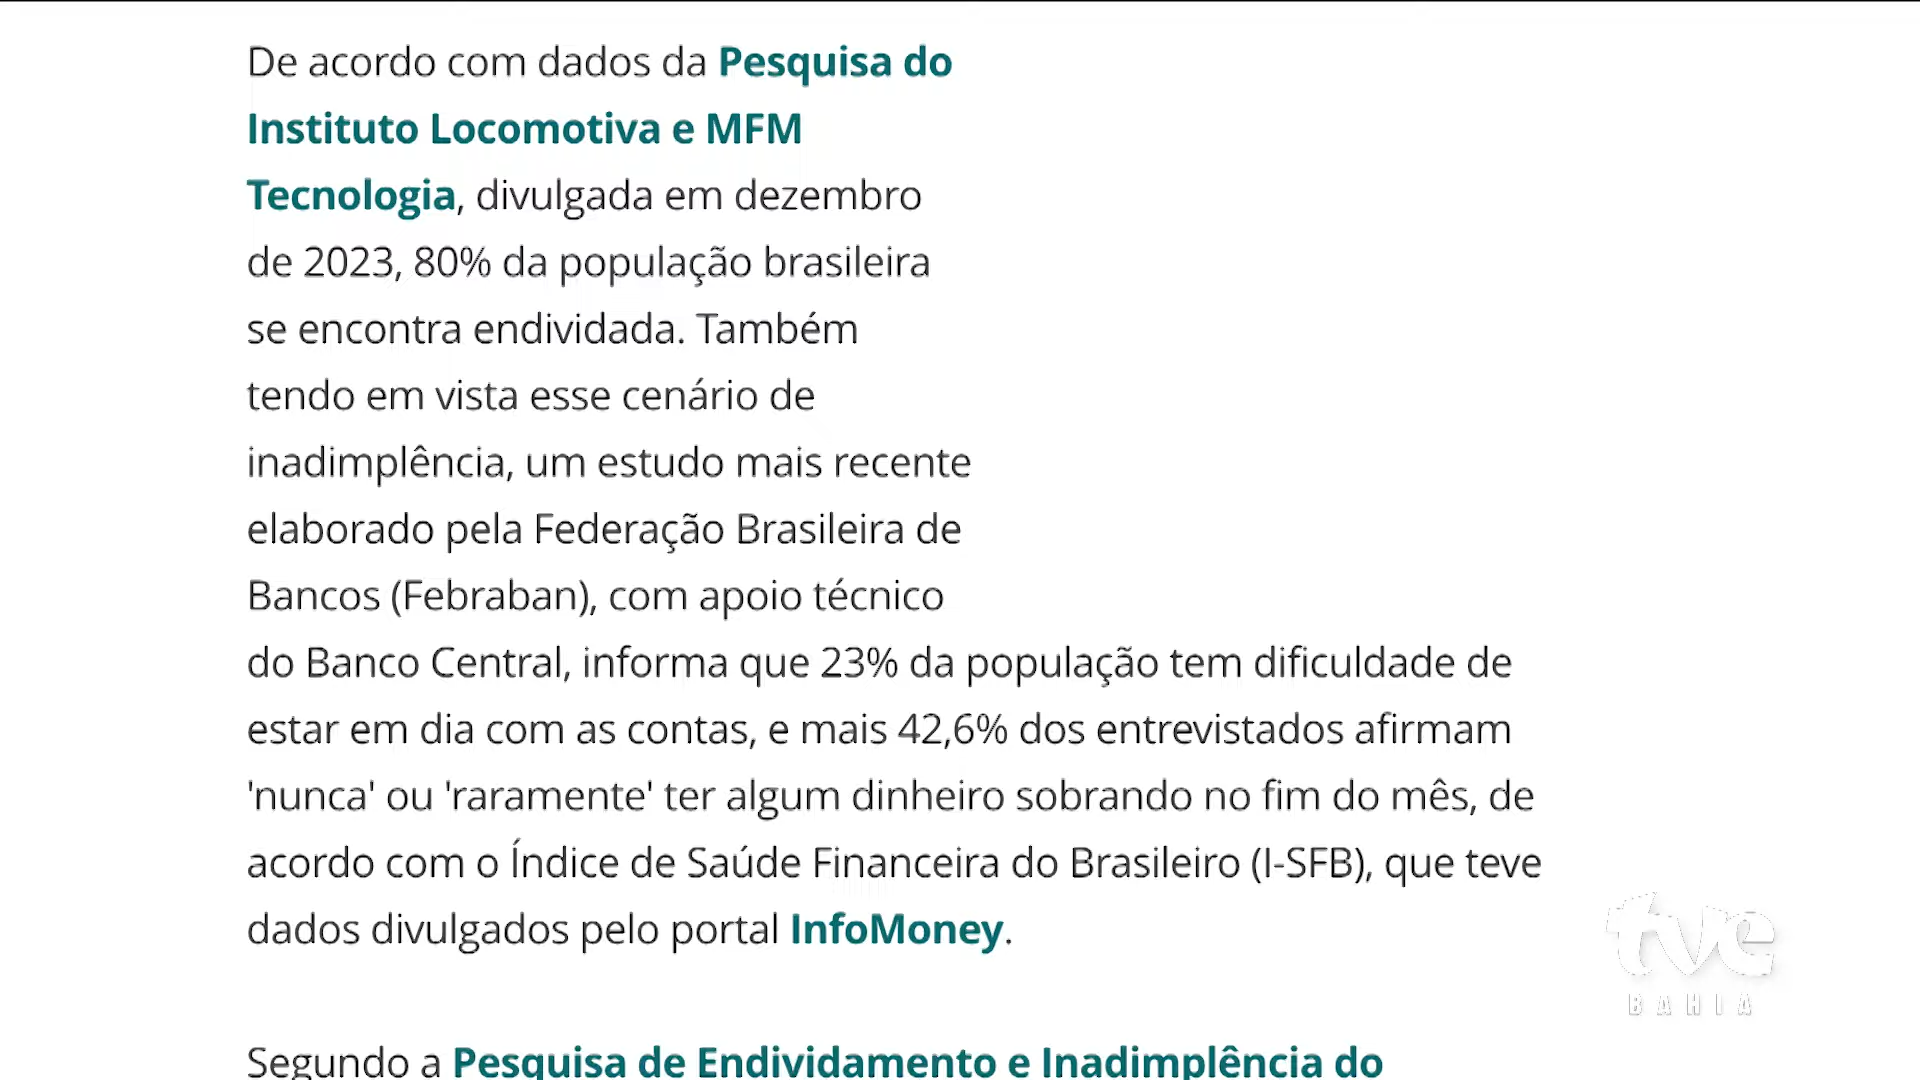 De acordo com dados da Pesquisa do
Instituto Locomotiva e MFM
Tecnologia, divulgada em dezembro
de 2023, 80% da população brasileira
se encontra endividada. Também
tendo em vista esse cenário de
inadimplência, um estudo mais recente
elaborado pela Federação Brasileira de
Bancos (Febraban), com apoio técnico
do Banco Central, informa que 23% da população tem dificuldade de
estar em dia com as contas, e mais 42,6% dos entrevistados afirmam
'nunca' ou 'raramente' ter algum dinheiro sobrando no fim do mês, de
acordo com o Índice de Saúde Financeira do Brasileiro (I-SFB), que teve
dados divulgados pelo portal InfoMoney.
tve
BAHIA
Segundo a Pesquisa de Endividamento e Inadimplência do